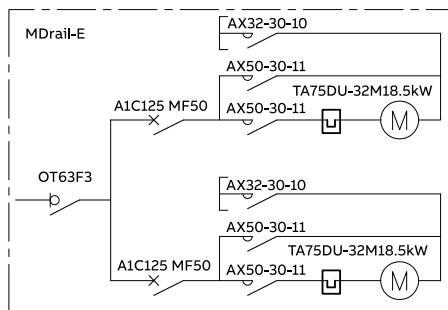 MDrail-E
AX32-30-10
AX50-30-11
TA75DU-32M18.5kW
A1C125 MF50
AX50-30-11
M
OT63F3
AX32-30-10
AX50-30-11
TA75DU-32M18.5kW
A1C125 MF50
AX50-30-11
M